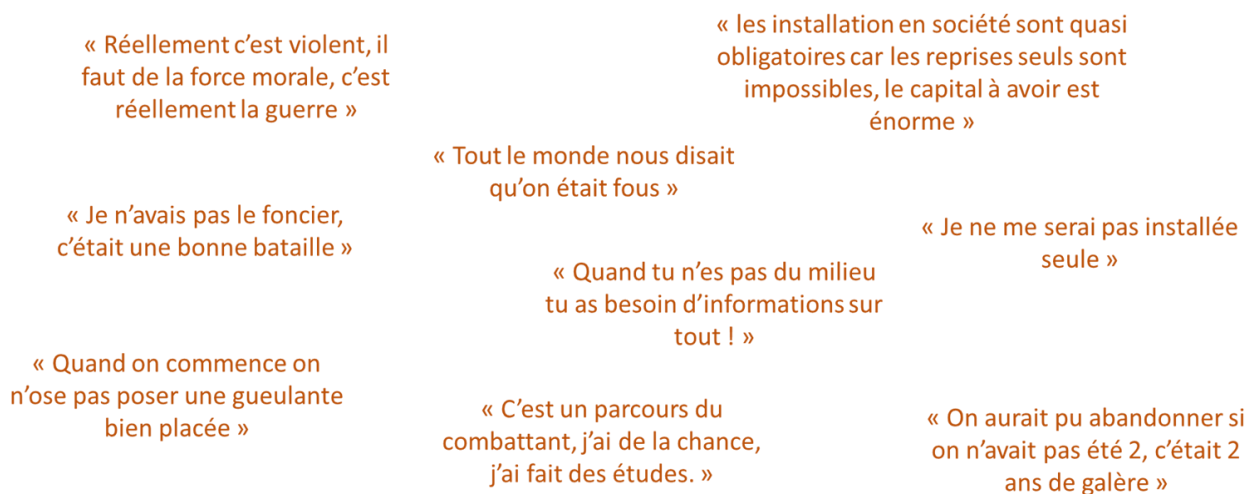 « Réellement c'est violent, il
faut de la force morale, c'est
réellement la guerre »
« les installation en société sont quasi
obligatoires car les reprises seuls sont
impossibles, le capital à avoir est
énorme »
« Tout le monde nous disait
qu'on était fous »
« Je n'avais pas le foncier,
c'était une bonne bataille »
« Je ne me serai pas installée
seule »
« Quand tu n'es pas du milieu
tu as besoin d'informations sur
tout ! »
« Quand on commence on
n'ose pas poser une gueulante
bien placée »
« C'est un parcours du
combattant, j'ai de la chance,
j'ai fait des études. »
« On aurait pu abandonner si
on n'avait pas été 2, c'était 2
ans de galère »